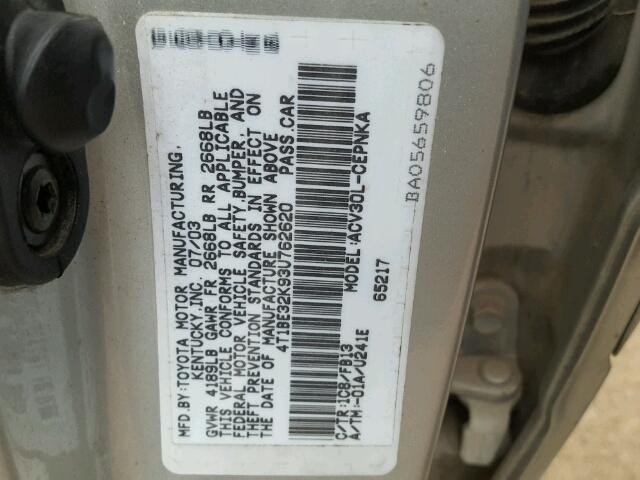 MFD.BY:TOYOTA MOTOR MANUFACTURING,
KENTUCKY,INC. 07/03
GVWR 4189LB GAWR FR 2668LB RR 2668LB
THIS VEHICLE CONFORMS TO ALL APPLICABLE
FEDERAL MOTOR VEHICLE SAFETY,BUMPER, AND
THEFT PREVENTION STANDARDS IN EFFECT ON
THE DATE OF MANUFACTURE SHOWN ABOVE.
4T1BE32K93U762620 PASS.CAR
C/TR:1C8/FB13 MODEL:ACV30L-CEPNKA
A/TM:-01A/U241E 65217
BA05659806